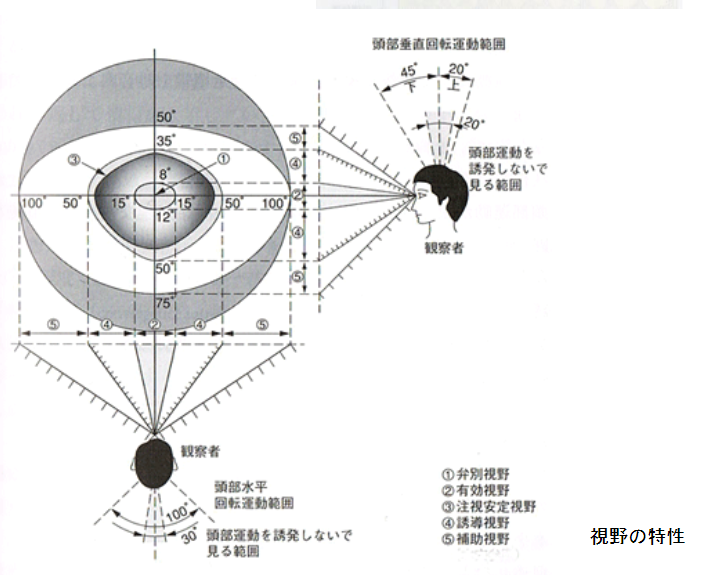 頭部垂直回転運動範囲
45° 20°
下 上
20°
頭部運動を
誘発しないで
見る範囲
観察者
50°
35°
③ ① ⑤
8° ④
100° 50° 15° 15° 50° 100° ②
12° ④
50° ⑤
75°
⑤ ④ ② ④ ⑤
観察者
頭部水平
回転運動範囲
100°
30°
頭部運動を誘発しないで
見る範囲
①弁別視野
②有効視野
③注視安定視野
④誘導視野
⑤補助視野
視野の特性